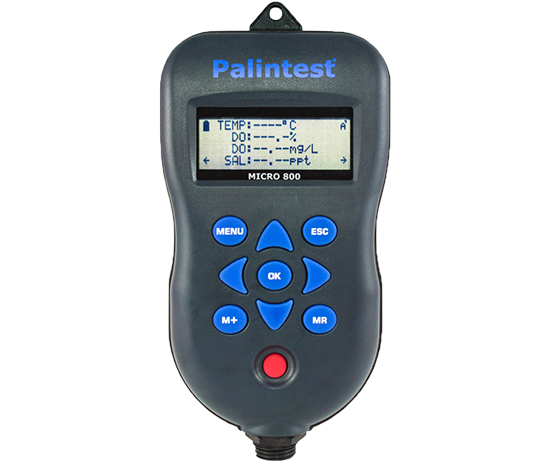 Palintest
TEMP:----°C A
DO:---.-%
DO:--.--mg/L
← SAL:--.--ppt →
MICRO 800
MENU ESC
OK
M+ MR